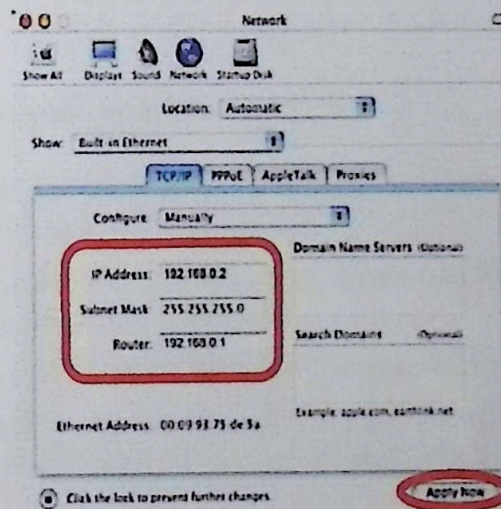 Network
Show All Displays Sound Network Startup Disk
Location: Automatic
Show: Built-in Ethernet
TCP/IP PPPoE AppleTalk Proxies
Configure: Manually
Domain Name Servers (Optional)
IP Address: 192.168.0.2
Subnet Mask: 255.255.255.0
Router: 192.168.0.1
Search Domains (Optional)
Example: apple.com, earthlink.net
Ethernet Address: 00:09:93:75:de:5a
Click the lock to prevent further changes.
Apply Now